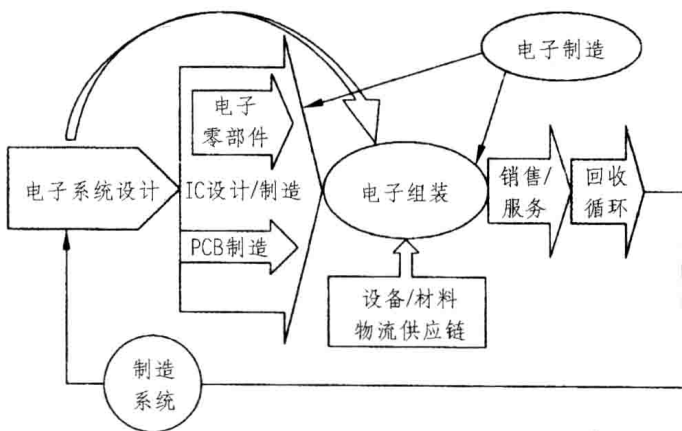 电子制造
电子
零部件
电子系统设计
IC设计/制造
电子组装
销售/
服务
回收
循环
PCB制造
设备/材料
物流供应链
制造
系统